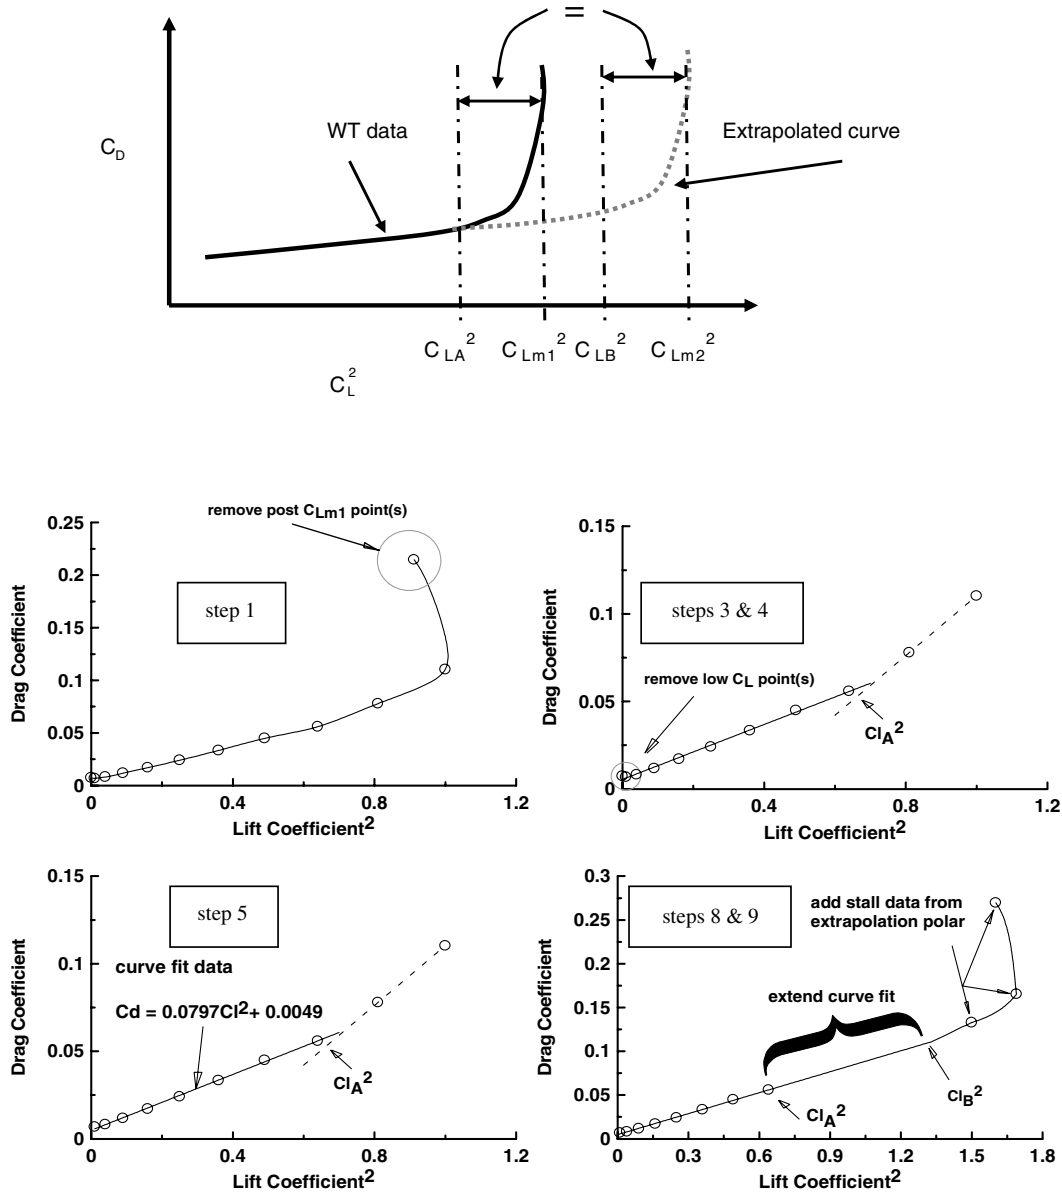 =
WT data
Extrapolated curve
C_D
C_LA^2 C_Lm1^2 C_LB^2 C_Lm2^2
C_L^2
remove post C_Lm1 point(s)
step 1
Drag Coefficient
0.25
0.2
0.15
0.1
0.05
0
0 0.4 0.8 1.2
Lift Coefficient^2
steps 3 & 4
remove low C_L point(s)
Cl_A^2
Drag Coefficient
0.15
0.1
0.05
0
0 0.4 0.8 1.2
Lift Coefficient^2
step 5
curve fit data
Cd = 0.0797Cl^2+ 0.0049
Cl_A^2
Drag Coefficient
0.15
0.1
0.05
0
0 0.4 0.8 1.2
Lift Coefficient^2
steps 8 & 9
add stall data from
extrapolation polar
extend curve fit
Cl_A^2
Cl_B^2
Drag Coefficient
0.3
0.25
0.2
0.15
0.1
0.05
0
0 0.3 0.6 0.9 1.2 1.5 1.8
Lift Coefficient^2